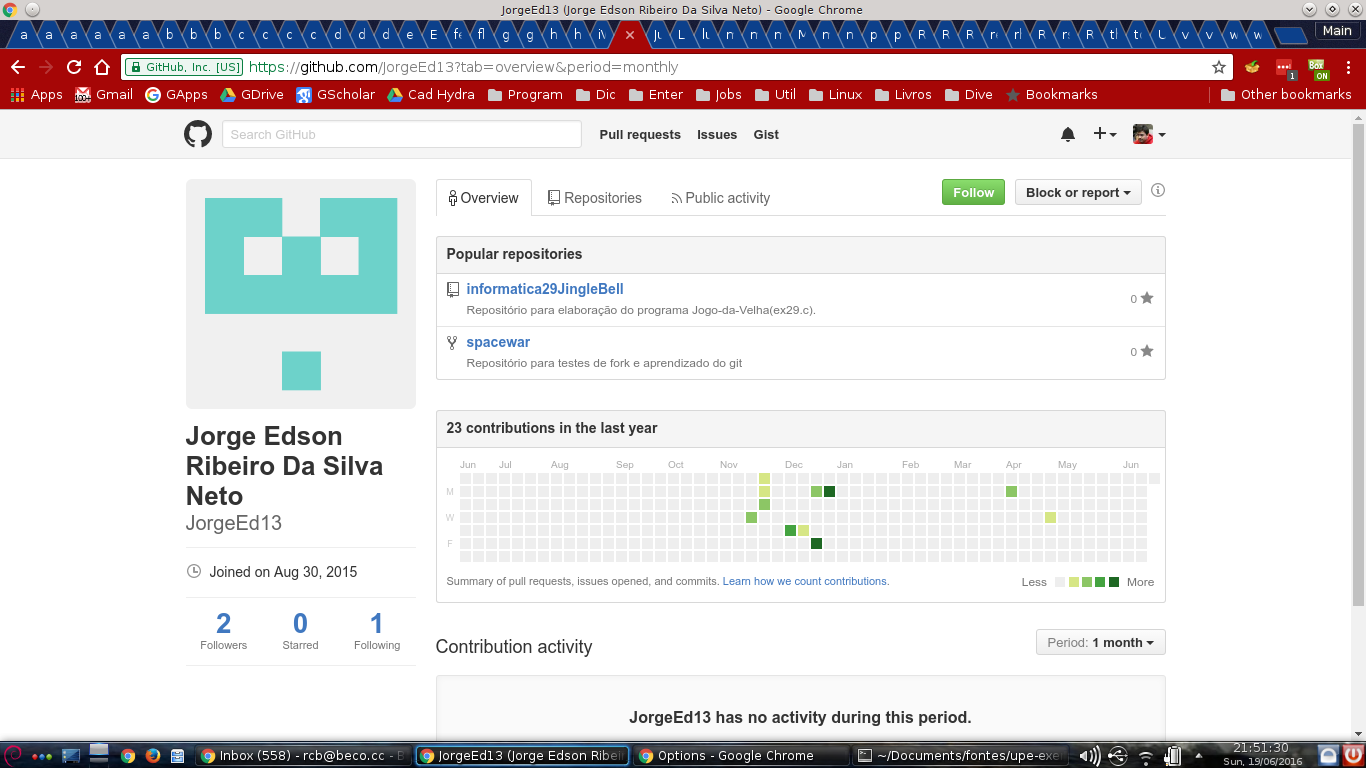 JorgeEd13 (Jorge Edson Ribeiro Da Silva Neto) - Google Chrome
a a a a a a b b b c c c d d d e E f g g h h L n n n M n n p p R R r R R t U v v w w Main
GitHub, Inc. [US] https://github.com/JorgeEd13?tab=overview&period=monthly 1 ON
Apps Gmail GApps GDrive GScholar Cad Hydra Program Dic Enter Jobs Util Linux Livros Dive Bookmarks Other bookmarks
Search GitHub Pull requests Issues Gist
Overview Repositories Public activity Follow Block or report
Popular repositories
informatica29JingleBell
Repositório para elaboração do programa Jogo-da-Velha(ex29.c).
0
spacewar
Repositório para testes de fork e aprendizado do git
0
Jorge Edson
Ribeiro Da Silva
Neto
JorgeEd13
Joined on Aug 30, 2015
2 0 1
Followers Starred Following
23 contributions in the last year
Jun Jul Aug Sep Oct Nov Dec Jan Feb Mar Apr May Jun
M
W
F
Summary of pull requests, issues opened, and commits. Learn how we count contributions. Less More
Contribution activity Period: 1 month
JorgeEd13 has no activity during this period.
Inbox (558) - rcb@beco.cc - B JorgeEd13 (Jorge Edson Ribei Options - Google Chrome ~/Documents/fontes/upe-exe 21:51:30
Sun, 19/06/2016